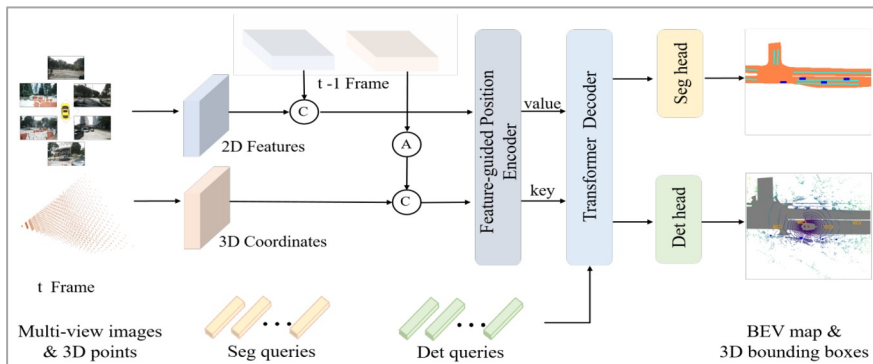 t -1 Frame
C
2D Features
A
C
3D Coordinates
Feature-guided Position
Encoder
value
key
Transformer Decoder
Seg head
Det head
t Frame
Multi-view images
& 3D points
Seg queries
Det queries
BEV map &
3D bounding boxes